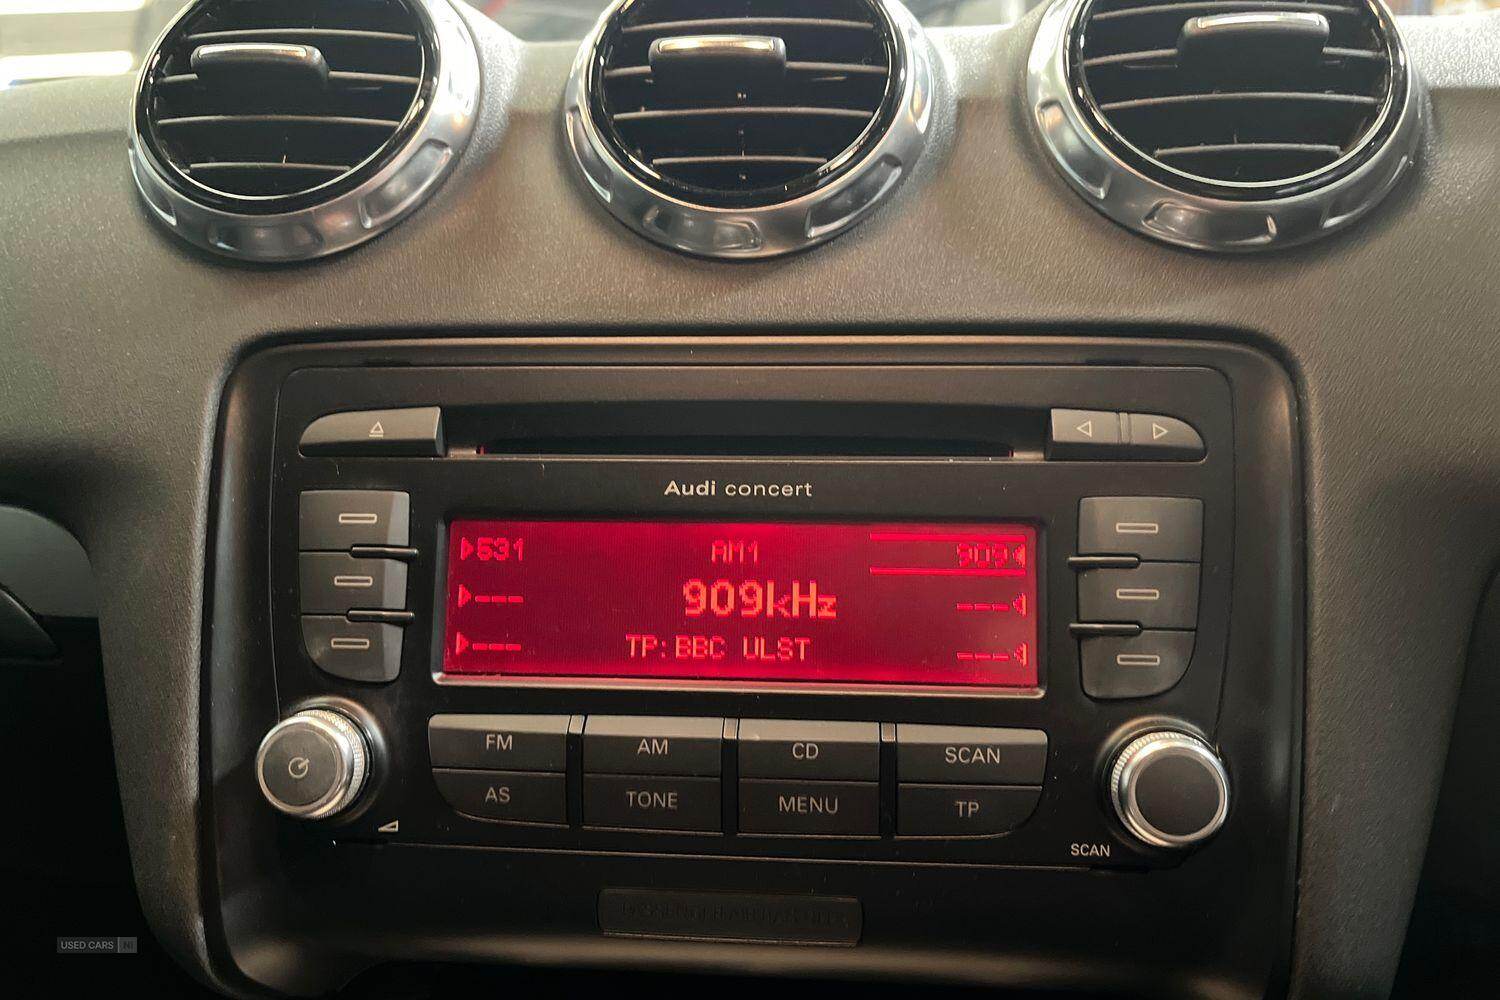 Audi concert
531 AM1 909
--- 909kHz ---
--- TP:BBC ULST ---
FM AM CD SCAN
AS TONE MENU TP
SCAN
USED CARS NI